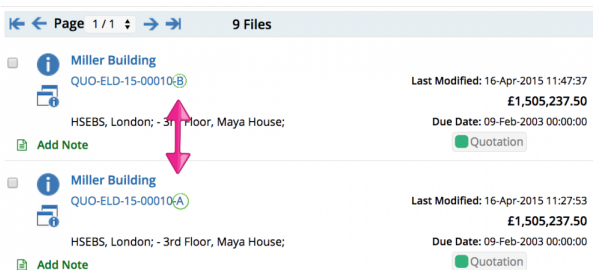 Page 1 / 1 9 Files
Miller Building
QUO-ELD-15-00010-B
Last Modified: 16-Apr-2015 11:47:37
£1,505,237.50
HSEBS, London; - 3rd Floor, Maya House;
Due Date: 09-Feb-2003 00:00:00
Add Note
Quotation
Miller Building
QUO-ELD-15-00010-A
Last Modified: 16-Apr-2015 11:27:53
£1,505,237.50
HSEBS, London; - 3rd Floor, Maya House;
Due Date: 09-Feb-2003 00:00:00
Add Note
Quotation